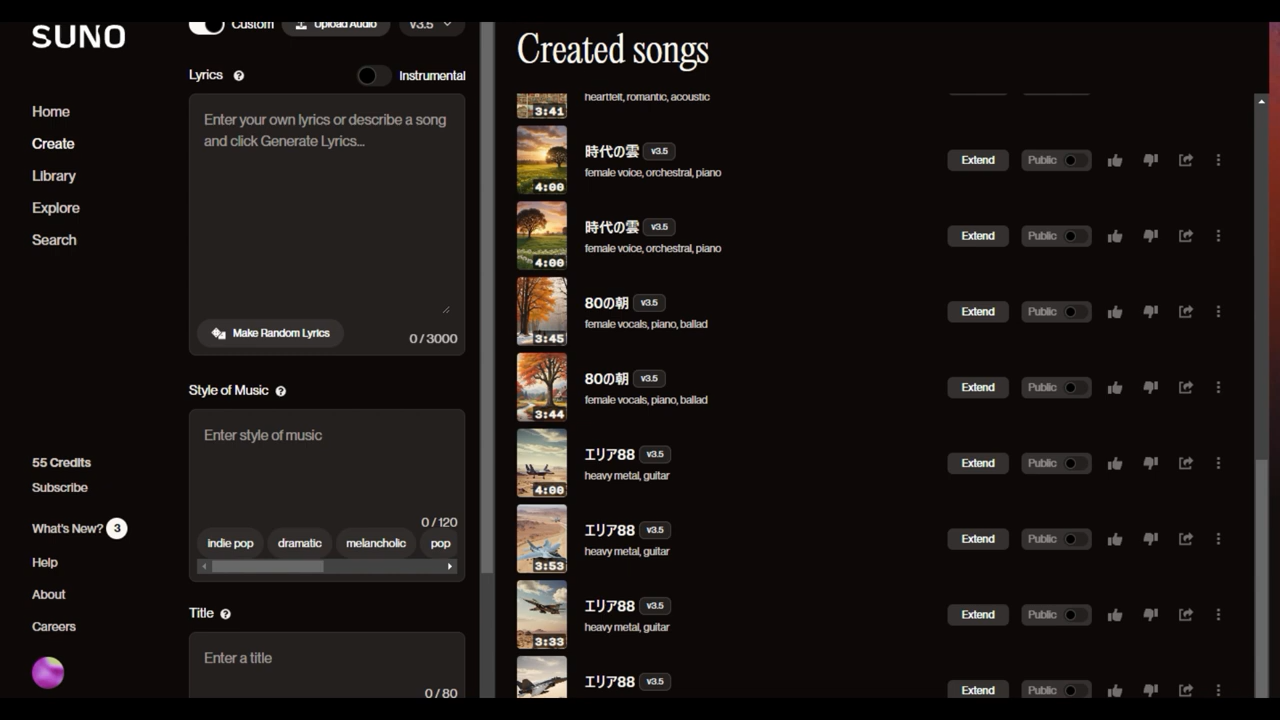 SUNO
Home
Create
Library
Explore
Search
55 Credits
Subscribe
What's New? 3
Help
About
Careers
Custom
Upload Audio
v3.5
Lyrics
Instrumental
Enter your own lyrics or describe a song
and click Generate Lyrics...
Make Random Lyrics
0 / 3000
Style of Music
Enter style of music
0 / 120
indie pop dramatic melancholic pop
Title
Enter a title
0 / 80
Created songs
3:41
heartfelt, romantic, acoustic
4:00
時代の雲 v3.5
female voice, orchestral, piano
Extend Public
4:00
時代の雲 v3.5
female voice, orchestral, piano
Extend Public
3:45
80の朝 v3.5
female vocals, piano, ballad
Extend Public
3:44
80の朝 v3.5
female vocals, piano, ballad
Extend Public
4:00
エリア88 v3.5
heavy metal, guitar
Extend Public
3:53
エリア88 v3.5
heavy metal, guitar
Extend Public
3:33
エリア88 v3.5
heavy metal, guitar
Extend Public
エリア88 v3.5
Extend Public